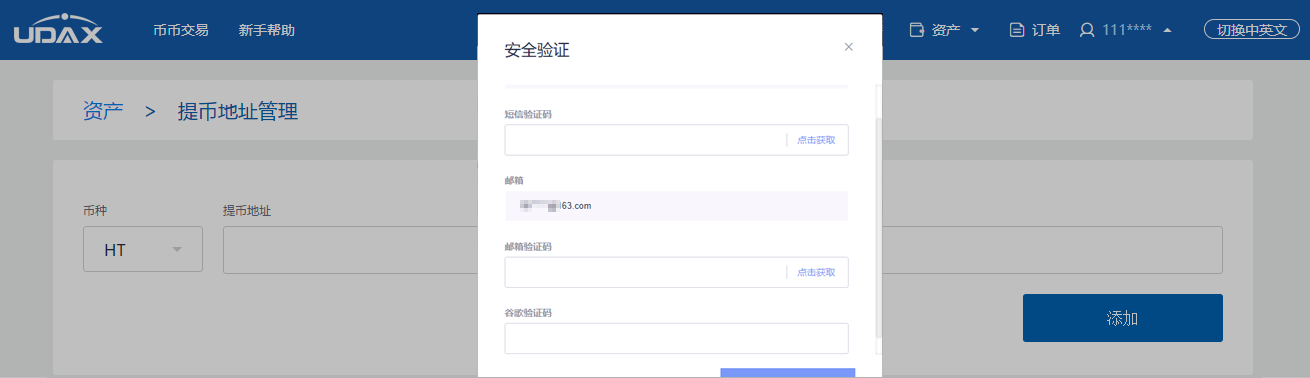 UDAX 币币交易 新手帮助 资产 订单 111**** 切换中英文
安全验证
资产 > 提币地址管理
短信验证码
点击获取
邮箱
163.com
邮箱验证码
点击获取
谷歌验证码
币种 提币地址
HT
添加